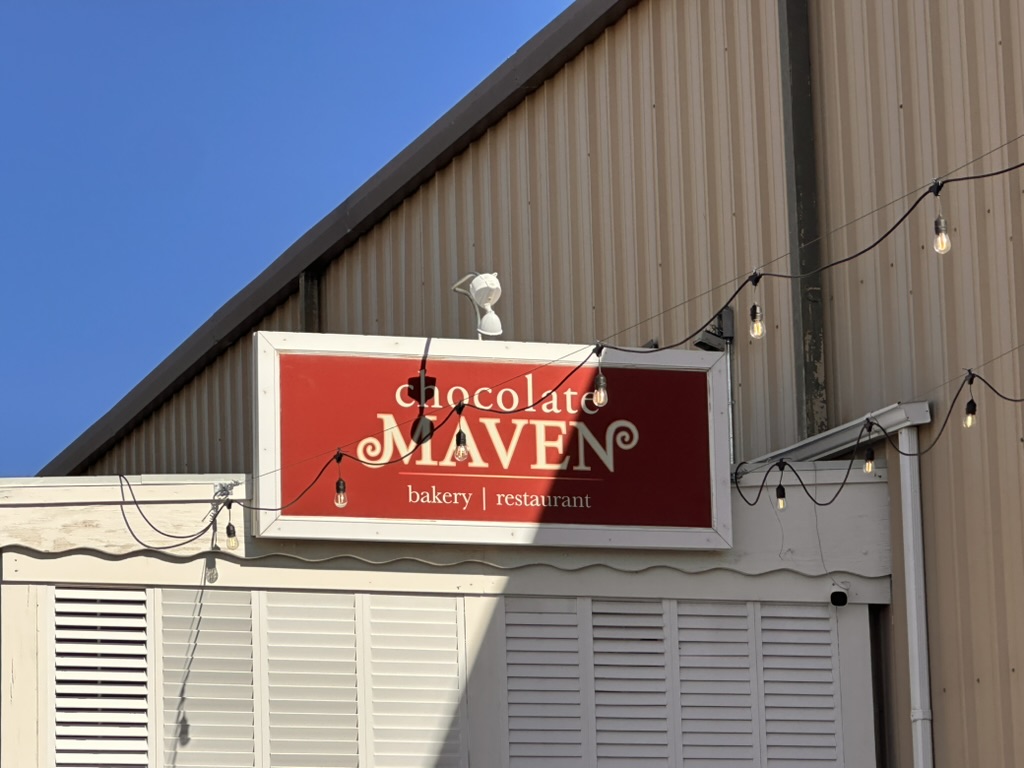 chocolate
MAVEN
bakery | restaurant